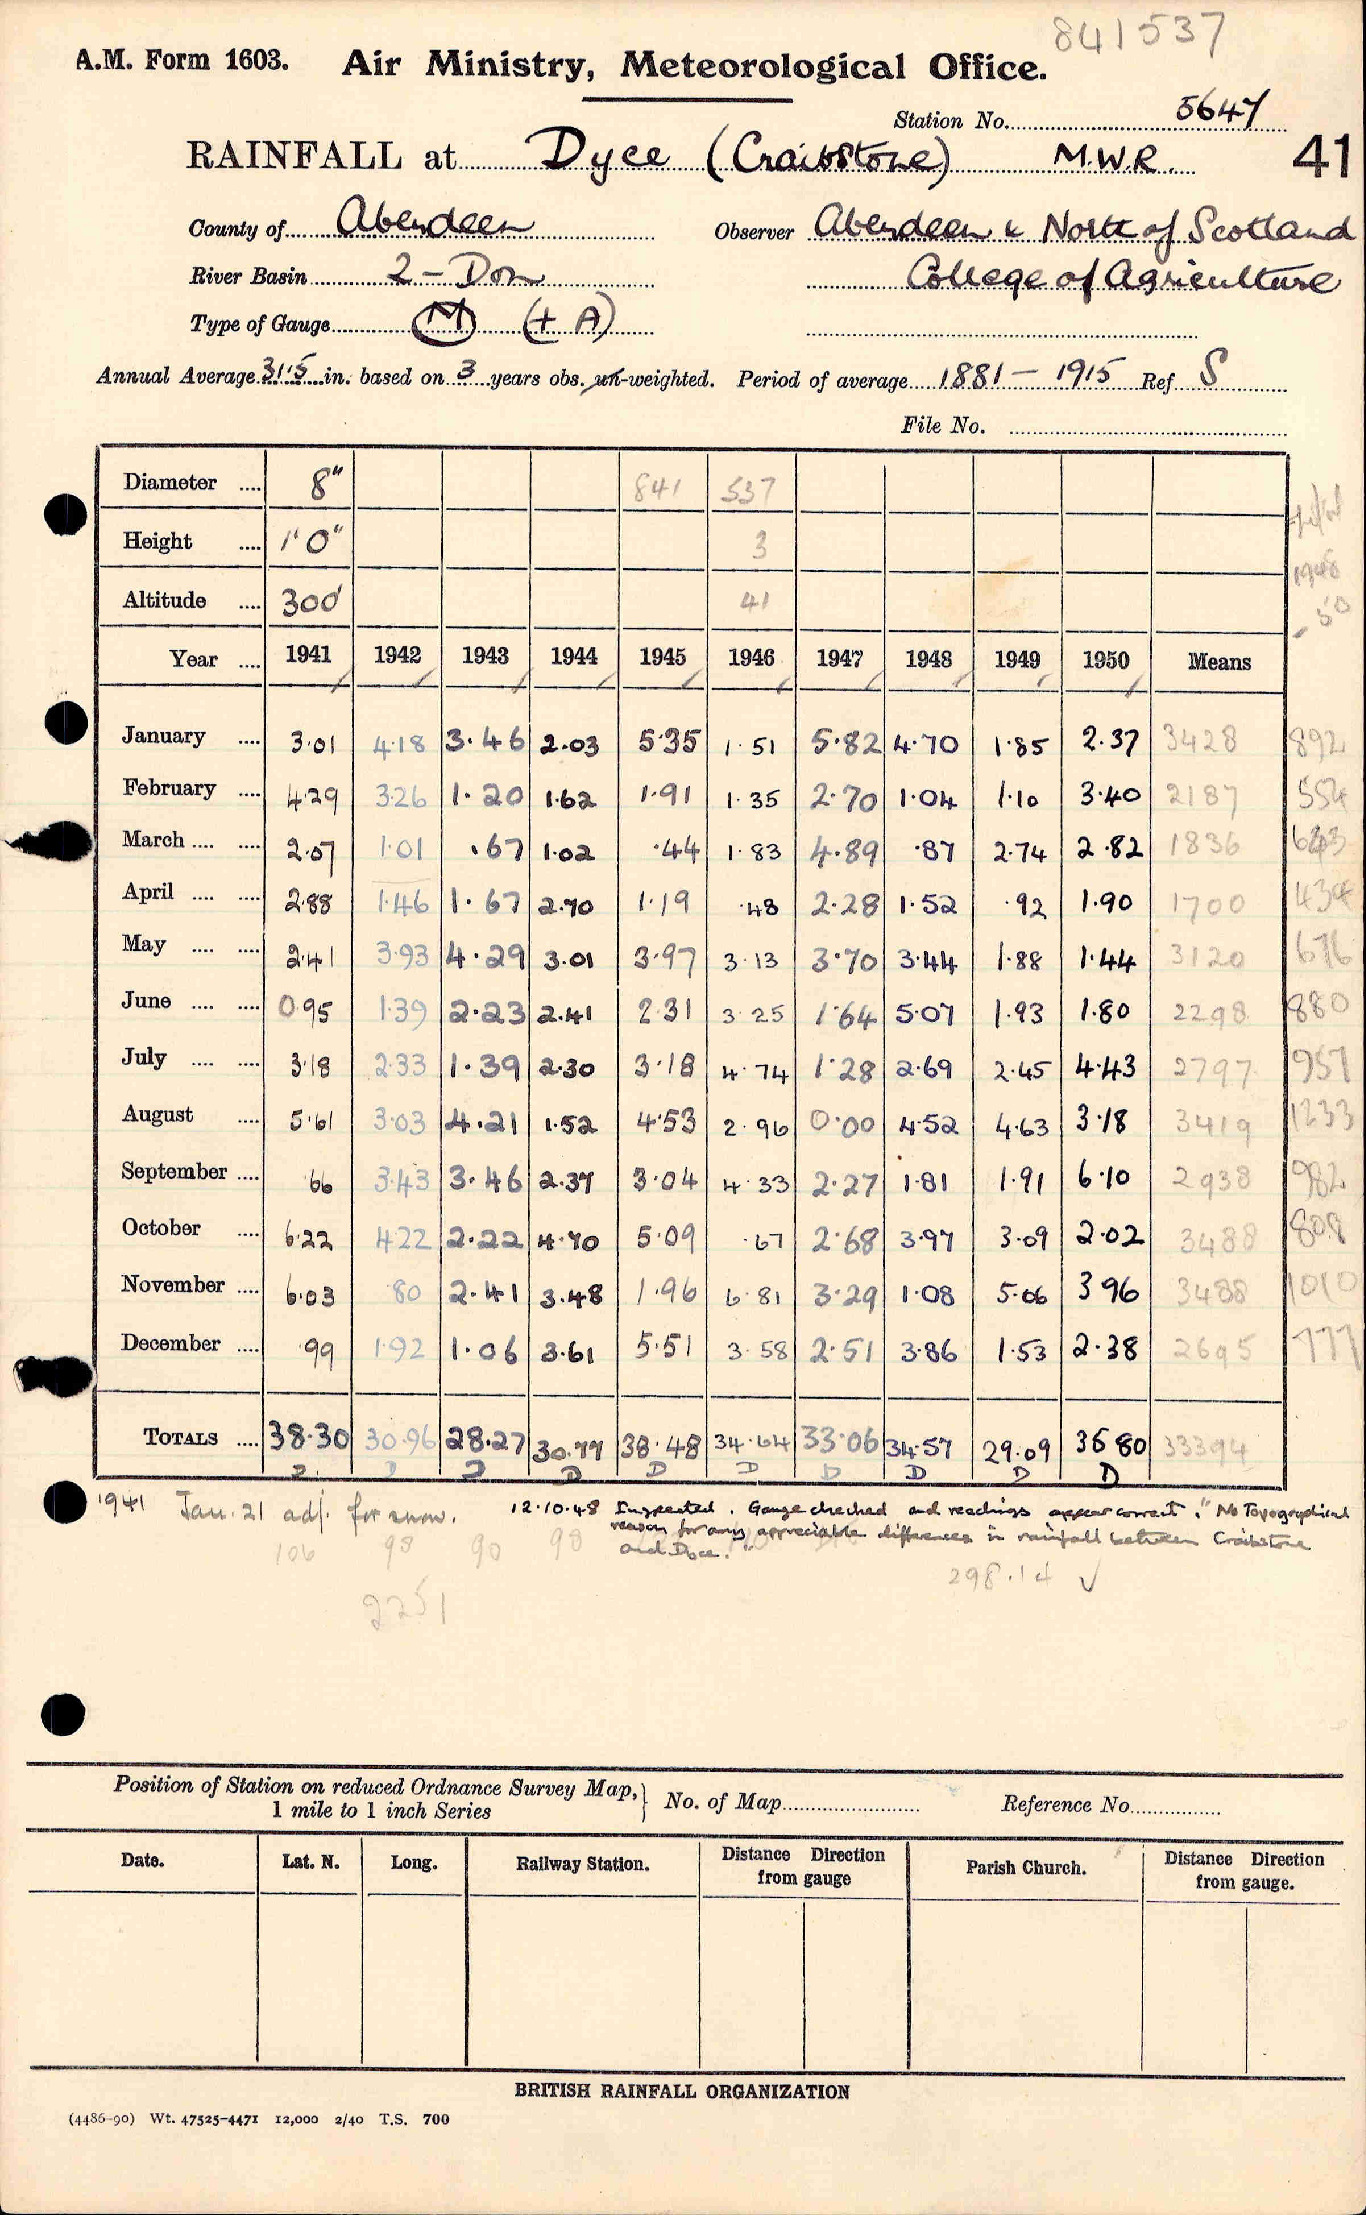 841537
A.M. Form 1603. Air Ministry, Meteorological Office.
Station No. 5647
RAINFALL at Dyce (Craibstone) M.W.R. 41
County of Aberdeen Observer Aberdeen & North of Scotland
River Basin 2 - Don College of Agriculture
Type of Gauge M (+ A)
Annual Average 31.5 in. based on 3 years obs. un-weighted. Period of average 1881 - 1915 Ref S
File No.
Diameter .... 8" 841 537
Height .... 1'0" 3
Altitude .... 300' 41
1948
- 50
Year .... 1941 1942 1943 1944 1945 1946 1947 1948 1949 1950 Means
January .... 3.01 4.18 3.46 2.03 5.35 1.51 5.82 4.70 1.85 2.37 3428 892
February .... 4.29 3.26 1.20 1.62 1.91 1.35 2.70 1.04 1.10 3.40 2187 554
March .... .... 2.07 1.01 .67 1.02 .44 1.83 4.89 .87 2.74 2.82 1836 643
April .... .... 2.88 1.46 1.67 2.70 1.19 .48 2.28 1.52 .92 1.90 1700 434
May .... .... 2.41 3.93 4.29 3.01 3.97 3.13 3.70 3.44 1.88 1.44 3120 676
June .... .... 0.95 1.39 2.23 2.41 2.31 3.25 1.64 5.07 1.93 1.80 2298 880
July .... .... 3.18 2.33 1.39 2.30 3.18 4.74 1.28 2.69 2.45 4.43 2797 957
August .... 5.61 3.03 4.21 1.52 4.53 2.96 0.00 4.52 4.63 3.18 3419 1233
September .... .66 3.43 3.46 2.37 3.04 4.33 2.27 1.81 1.91 6.10 2938 982
October .... 6.22 4.22 2.22 4.70 5.09 .67 2.68 3.97 3.09 2.02 3488 808
November .... 6.03 .80 2.41 3.48 1.96 6.81 3.29 1.08 5.06 3.96 3488 1010
December .... .99 1.92 1.06 3.61 5.51 3.58 2.51 3.86 1.53 2.38 2695 777
TOTALS .... 38.30 30.96 28.27 30.77 38.48 34.64 33.06 34.57 29.09 35 80 33394
D D D D D D D D D D
1941 Jan. 21 adj. for snow. 12.10.48 Inspected. Gauge checked and readings appear correct. "No Topographical
reason for any appreciable differences in rainfall between Craibstone
and Dyce."
106 98 90 98
298.14 √
2251
Position of Station on reduced Ordnance Survey Map, } No. of Map Reference No.
1 mile to 1 inch Series
Date. Lat. N. Long. Railway Station. Distance Direction from gauge Parish Church. Distance Direction from gauge.
BRITISH RAINFALL ORGANIZATION
(4486-90) Wt. 47525-4471 12,000 2/40 T.S. 700